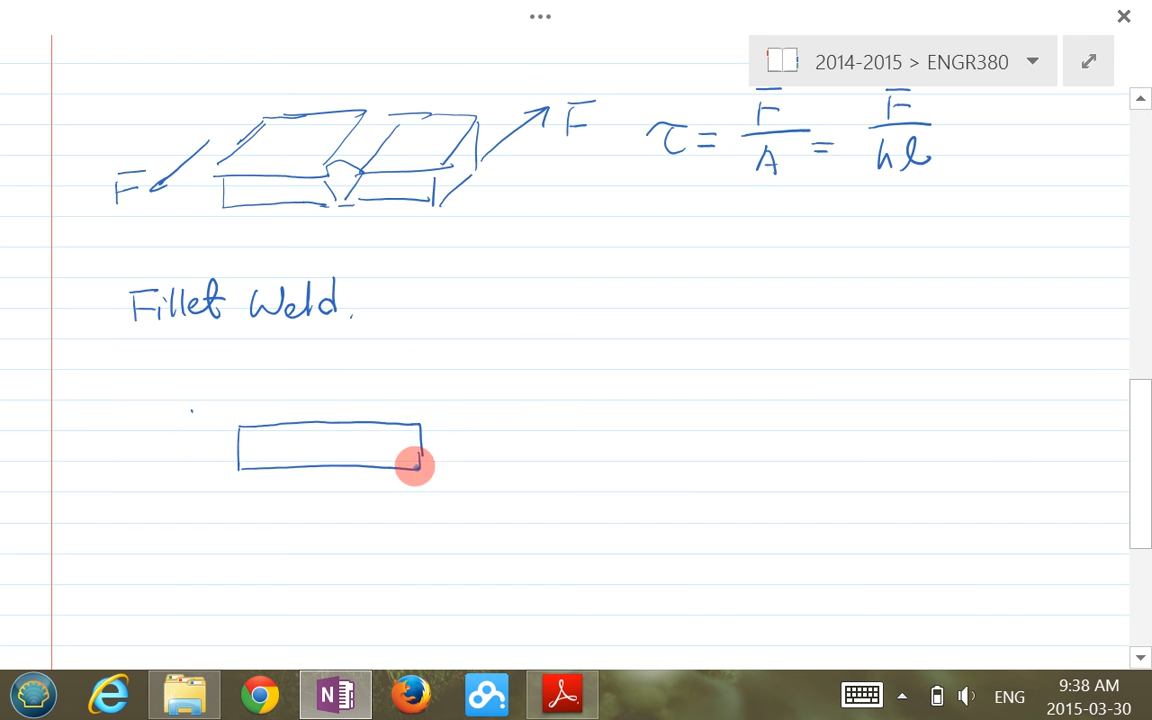 2014-2015 > ENGR380
F F τ = F/A = F/hl
Fillet Weld.
N
ENG
9:38 AM
2015-03-30